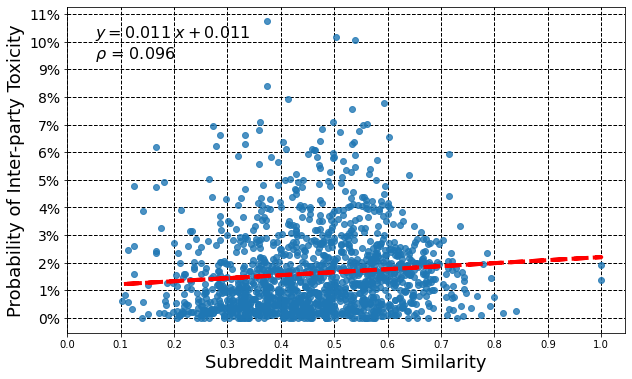 y = 0.011 x + 0.011
ρ = 0.096
11%
10%
9%
8%
7%
6%
5%
4%
3%
2%
1%
0%
Probability of Inter-party Toxicity
0.0 0.1 0.2 0.3 0.4 0.5 0.6 0.7 0.8 0.9 1.0
Subreddit Maintream Similarity